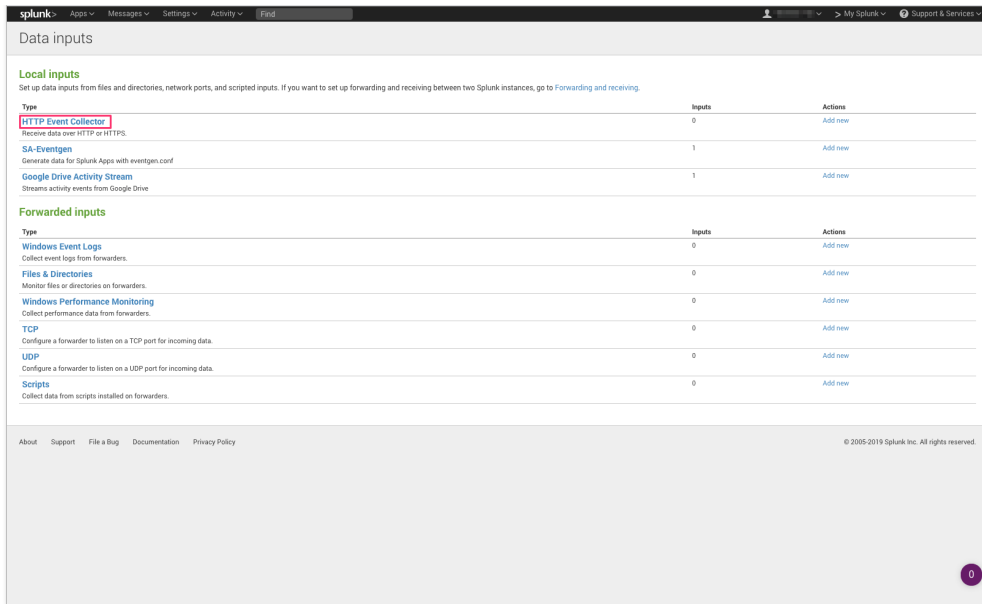 splunk> Apps Messages Settings Activity Find > My Splunk Support & Services
Data inputs
Local inputs
Set up data inputs from files and directories, network ports, and scripted inputs. If you want to set up forwarding and receiving between two Splunk instances, go to Forwarding and receiving.
Type Inputs Actions
HTTP Event Collector 0 Add new
Receive data over HTTP or HTTPS.
SA-Eventgen 1 Add new
Generate data for Splunk Apps with eventgen.conf
Google Drive Activity Stream 1 Add new
Streams activity events from Google Drive
Forwarded inputs
Type Inputs Actions
Windows Event Logs 0 Add new
Collect event logs from forwarders.
Files & Directories 0 Add new
Monitor files or directories on forwarders.
Windows Performance Monitoring 0 Add new
Collect performance data from forwarders.
TCP 0 Add new
Configure a forwarder to listen on a TCP port for incoming data.
UDP 0 Add new
Configure a forwarder to listen on a UDP port for incoming data.
Scripts 0 Add new
Collect data from scripts installed on forwarders.
About Support File a Bug Documentation Privacy Policy © 2005-2019 Splunk Inc. All rights reserved.
0